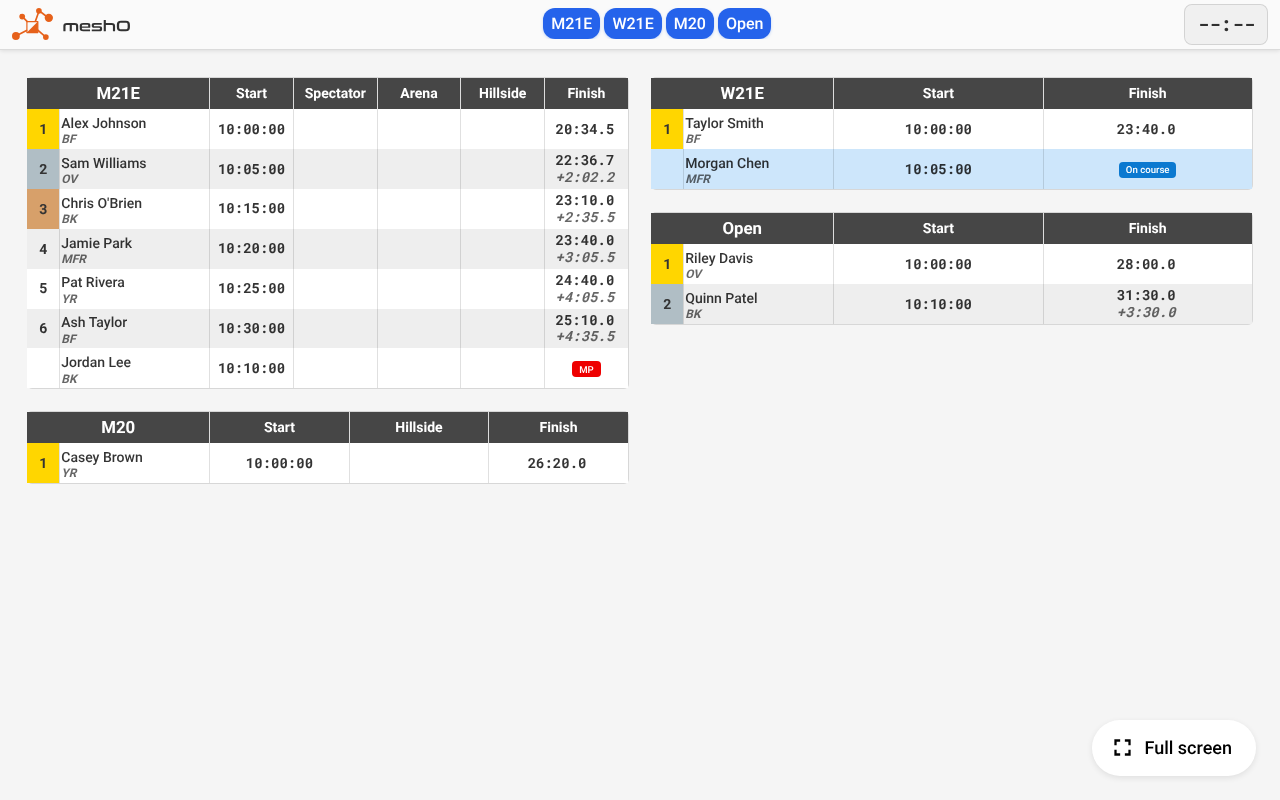 meshO
M21E W21E M20 Open
--:--
M21E Start Spectator Arena Hillside Finish
1 Alex Johnson 10:00:00 20:34.5
BF
2 Sam Williams 10:05:00 22:36.7
OV +2:02.2
3 Chris O'Brien 10:15:00 23:10.0
BK +2:35.5
4 Jamie Park 10:20:00 23:40.0
MFR +3:05.5
5 Pat Rivera 10:25:00 24:40.0
YR +4:05.5
6 Ash Taylor 10:30:00 25:10.0
BF +4:35.5
Jordan Lee 10:10:00 MP
BK
M20 Start Hillside Finish
1 Casey Brown 10:00:00 26:20.0
YR
W21E Start Finish
1 Taylor Smith 10:00:00 23:40.0
BF
Morgan Chen 10:05:00 On course
MFR
Open Start Finish
1 Riley Davis 10:00:00 28:00.0
OV
2 Quinn Patel 10:10:00 31:30.0
BK +3:30.0
Full screen